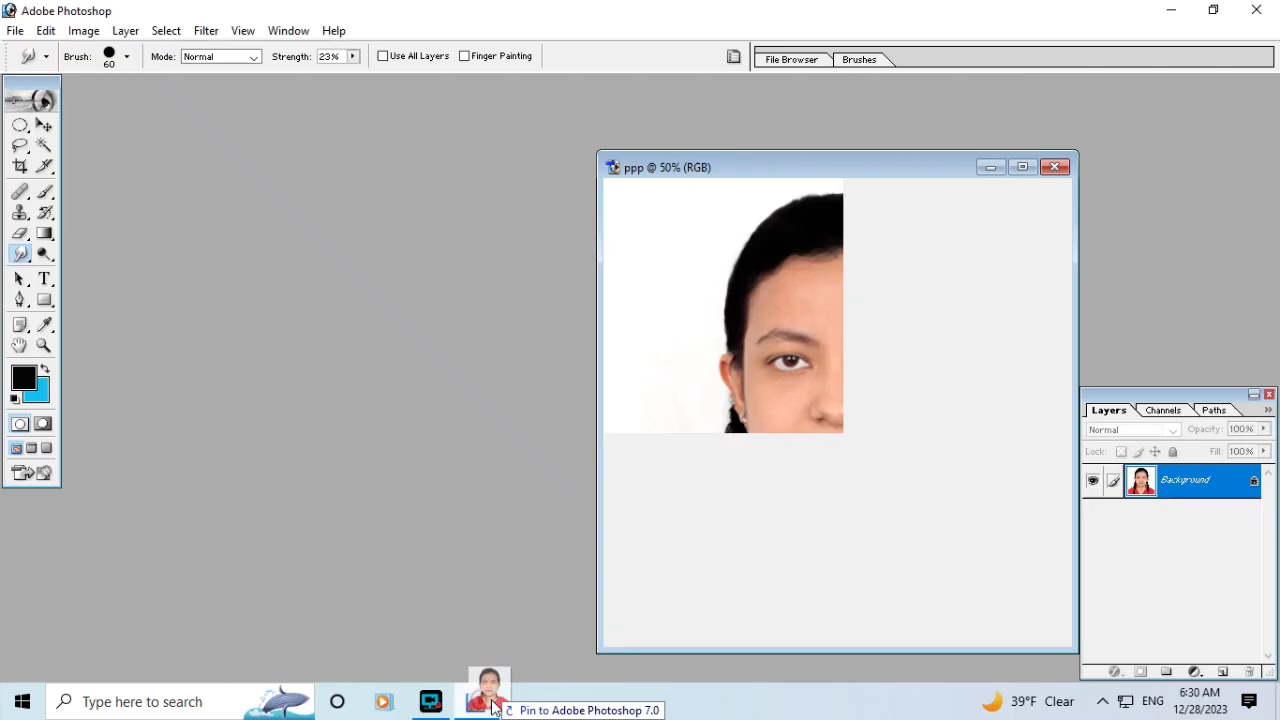 Adobe Photoshop
File Edit Image Layer Select Filter View Window Help
Brush: 60 Mode: Normal Strength: 23% Use All Layers Finger Painting File Browser Brushes
ppp @ 50% (RGB)
Layers Channels Paths
Normal Opacity: 100%
Lock: Fill: 100%
Background
Type here to search
Pin to Adobe Photoshop 7.0
39°F Clear ENG 6:30 AM
12/28/2023